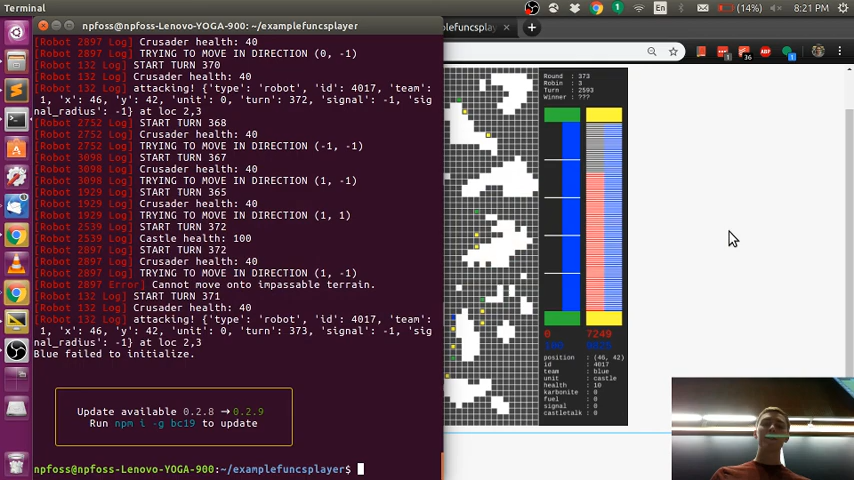 Terminal
En
(14%)
8:21 PM
npfoss@npfoss-Lenovo-YOGA-900: ~/examplefuncsplayer
[Robot 2897 Log] Crusader health: 40
[Robot 2897 Log] TRYING TO MOVE IN DIRECTION (0, -1)
[Robot 132 Log] START TURN 370
[Robot 132 Log] Crusader health: 40
[Robot 132 Log] attacking! {'type': 'robot', 'id': 4017, 'team':
1, 'x': 46, 'y': 42, 'unit': 0, 'turn': 372, 'signal': -1, 'sig
nal_radius': -1} at loc 2,3
[Robot 2752 Log] START TURN 368
[Robot 2752 Log] Crusader health: 40
[Robot 2752 Log] TRYING TO MOVE IN DIRECTION (-1, -1)
[Robot 3098 Log] START TURN 367
[Robot 3098 Log] Crusader health: 40
[Robot 3098 Log] TRYING TO MOVE IN DIRECTION (1, -1)
[Robot 1929 Log] START TURN 365
[Robot 1929 Log] Crusader health: 40
[Robot 1929 Log] TRYING TO MOVE IN DIRECTION (1, 1)
[Robot 2539 Log] START TURN 372
[Robot 2539 Log] Castle health: 100
[Robot 2897 Log] START TURN 372
[Robot 2897 Log] Crusader health: 40
[Robot 2897 Log] TRYING TO MOVE IN DIRECTION (1, -1)
[Robot 2897 Error] Cannot move onto impassable terrain.
[Robot 132 Log] START TURN 371
[Robot 132 Log] Crusader health: 40
[Robot 132 Log] attacking! {'type': 'robot', 'id': 4017, 'team':
1, 'x': 46, 'y': 42, 'unit': 0, 'turn': 373, 'signal': -1, 'sig
nal_radius': -1} at loc 2,3
Blue failed to initialize.
Update available 0.2.8 → 0.2.9
Run npm i -g bc19 to update
npfoss@npfoss-Lenovo-YOGA-900:~/examplefuncsplayer$
lefuncsplay
36
1
Round : 373
Robin : 3
Turn : 2593
Winner : ???
0 7249
100
position : (46, 42)
id : 4017
team : blue
unit : castle
health : 10
karbonite : 0
fuel : 0
signal : 0
castletalk : 0